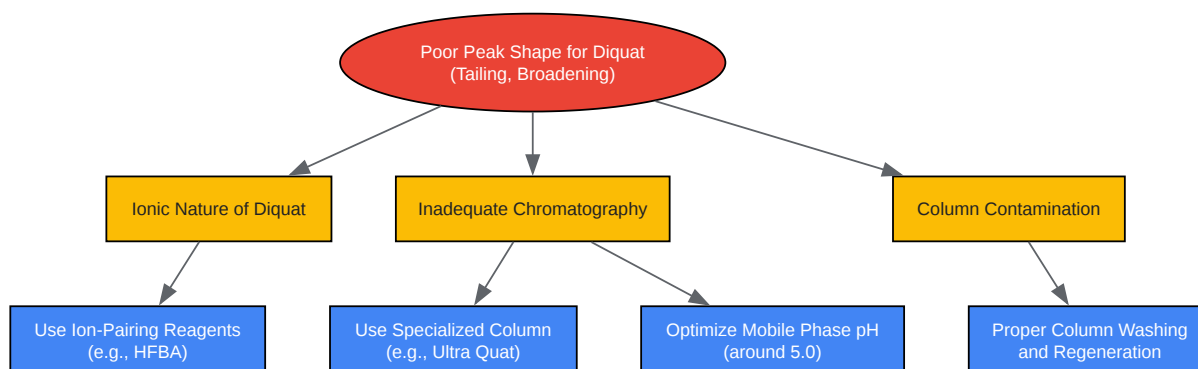 Poor Peak Shape for Diquat
(Tailing, Broadening)
Ionic Nature of Diquat
Inadequate Chromatography
Column Contamination
Use Ion-Pairing Reagents
(e.g., HFBA)
Use Specialized Column
(e.g., Ultra Quat)
Optimize Mobile Phase pH
(around 5.0)
Proper Column Washing
and Regeneration